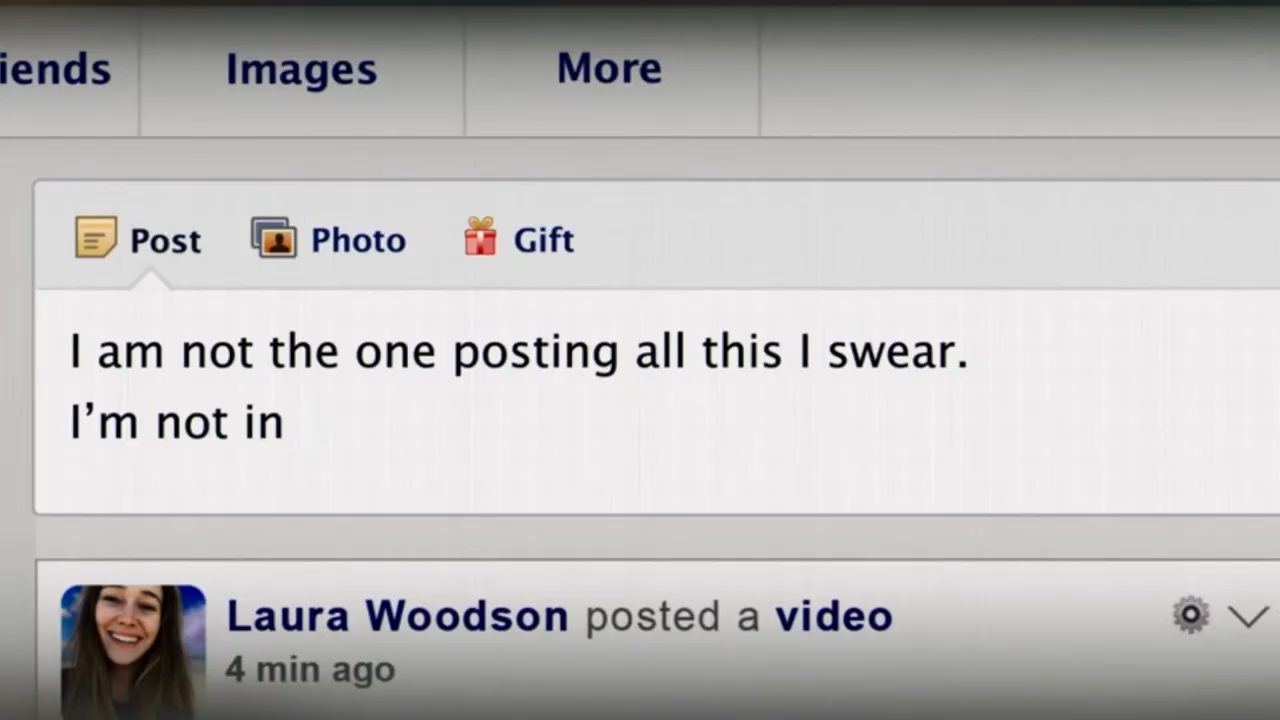 iends Images More
Post Photo Gift
I am not the one posting all this I swear.
I’m not in
Laura Woodson posted a video
4 min ago